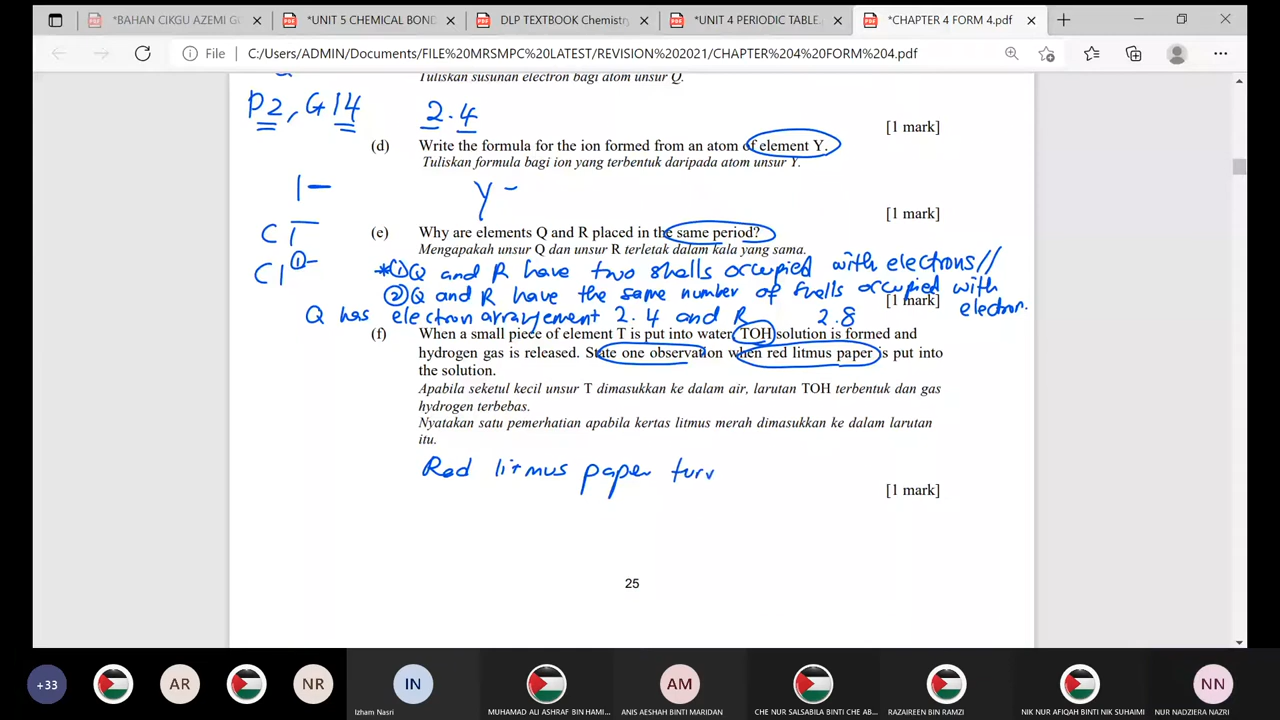 *BAHAN CIKGU AZEMI G
*UNIT 5 CHEMICAL BOND
DLP TEXTBOOK Chemistry
*UNIT 4 PERIODIC TABLE.
*CHAPTER 4 FORM 4.pdf
File
C:/Users/ADMIN/Documents/FILE%20MRSMPC%20LATEST/REVISION%202021/CHAPTER%204%20FORM%204.pdf
Tuliskan susunan electron bagi atom unsur Q.
P2, G14
2.4
[1 mark]
(d) Write the formula for the ion formed from an atom of element Y.
Tuliskan formula bagi ion yang terbentuk daripada atom unsur Y.
1-
Y-
[1 mark]
Cl-
(e) Why are elements Q and R placed in the same period?
Mengapakah unsur Q dan unsur R terletak dalam kala yang sama.
Cl1-
*(1) Q and R have two shells occupied with electrons//
(2) Q and R have the same number of shells occupied with electron.
[1 mark]
Q has electron arrangement 2.4 and R 2.8
(f) When a small piece of element T is put into water TOH solution is formed and
hydrogen gas is released. State one observation when red litmus paper is put into
the solution.
Apabila seketul kecil unsur T dimasukkan ke dalam air, larutan TOH terbentuk dan gas
hydrogen terbebas.
Nyatakan satu pemerhatian apabila kertas litmus merah dimasukkan ke dalam larutan
itu.
Red litmus paper turn
[1 mark]
25
+33
AR
NR
IN
AM
NN
Izham Nasri
MUHAMAD ALI ASHRAF BIN HAMI...
ANIS AESHAH BINTI MARIDAN
CHE NUR SALSABILA BINTI CHE AB...
RAZAIREEN BIN RAMZI
NIK NUR AFIQAH BINTI NIK SUHAIMI
NUR NADZIERA NAZRI